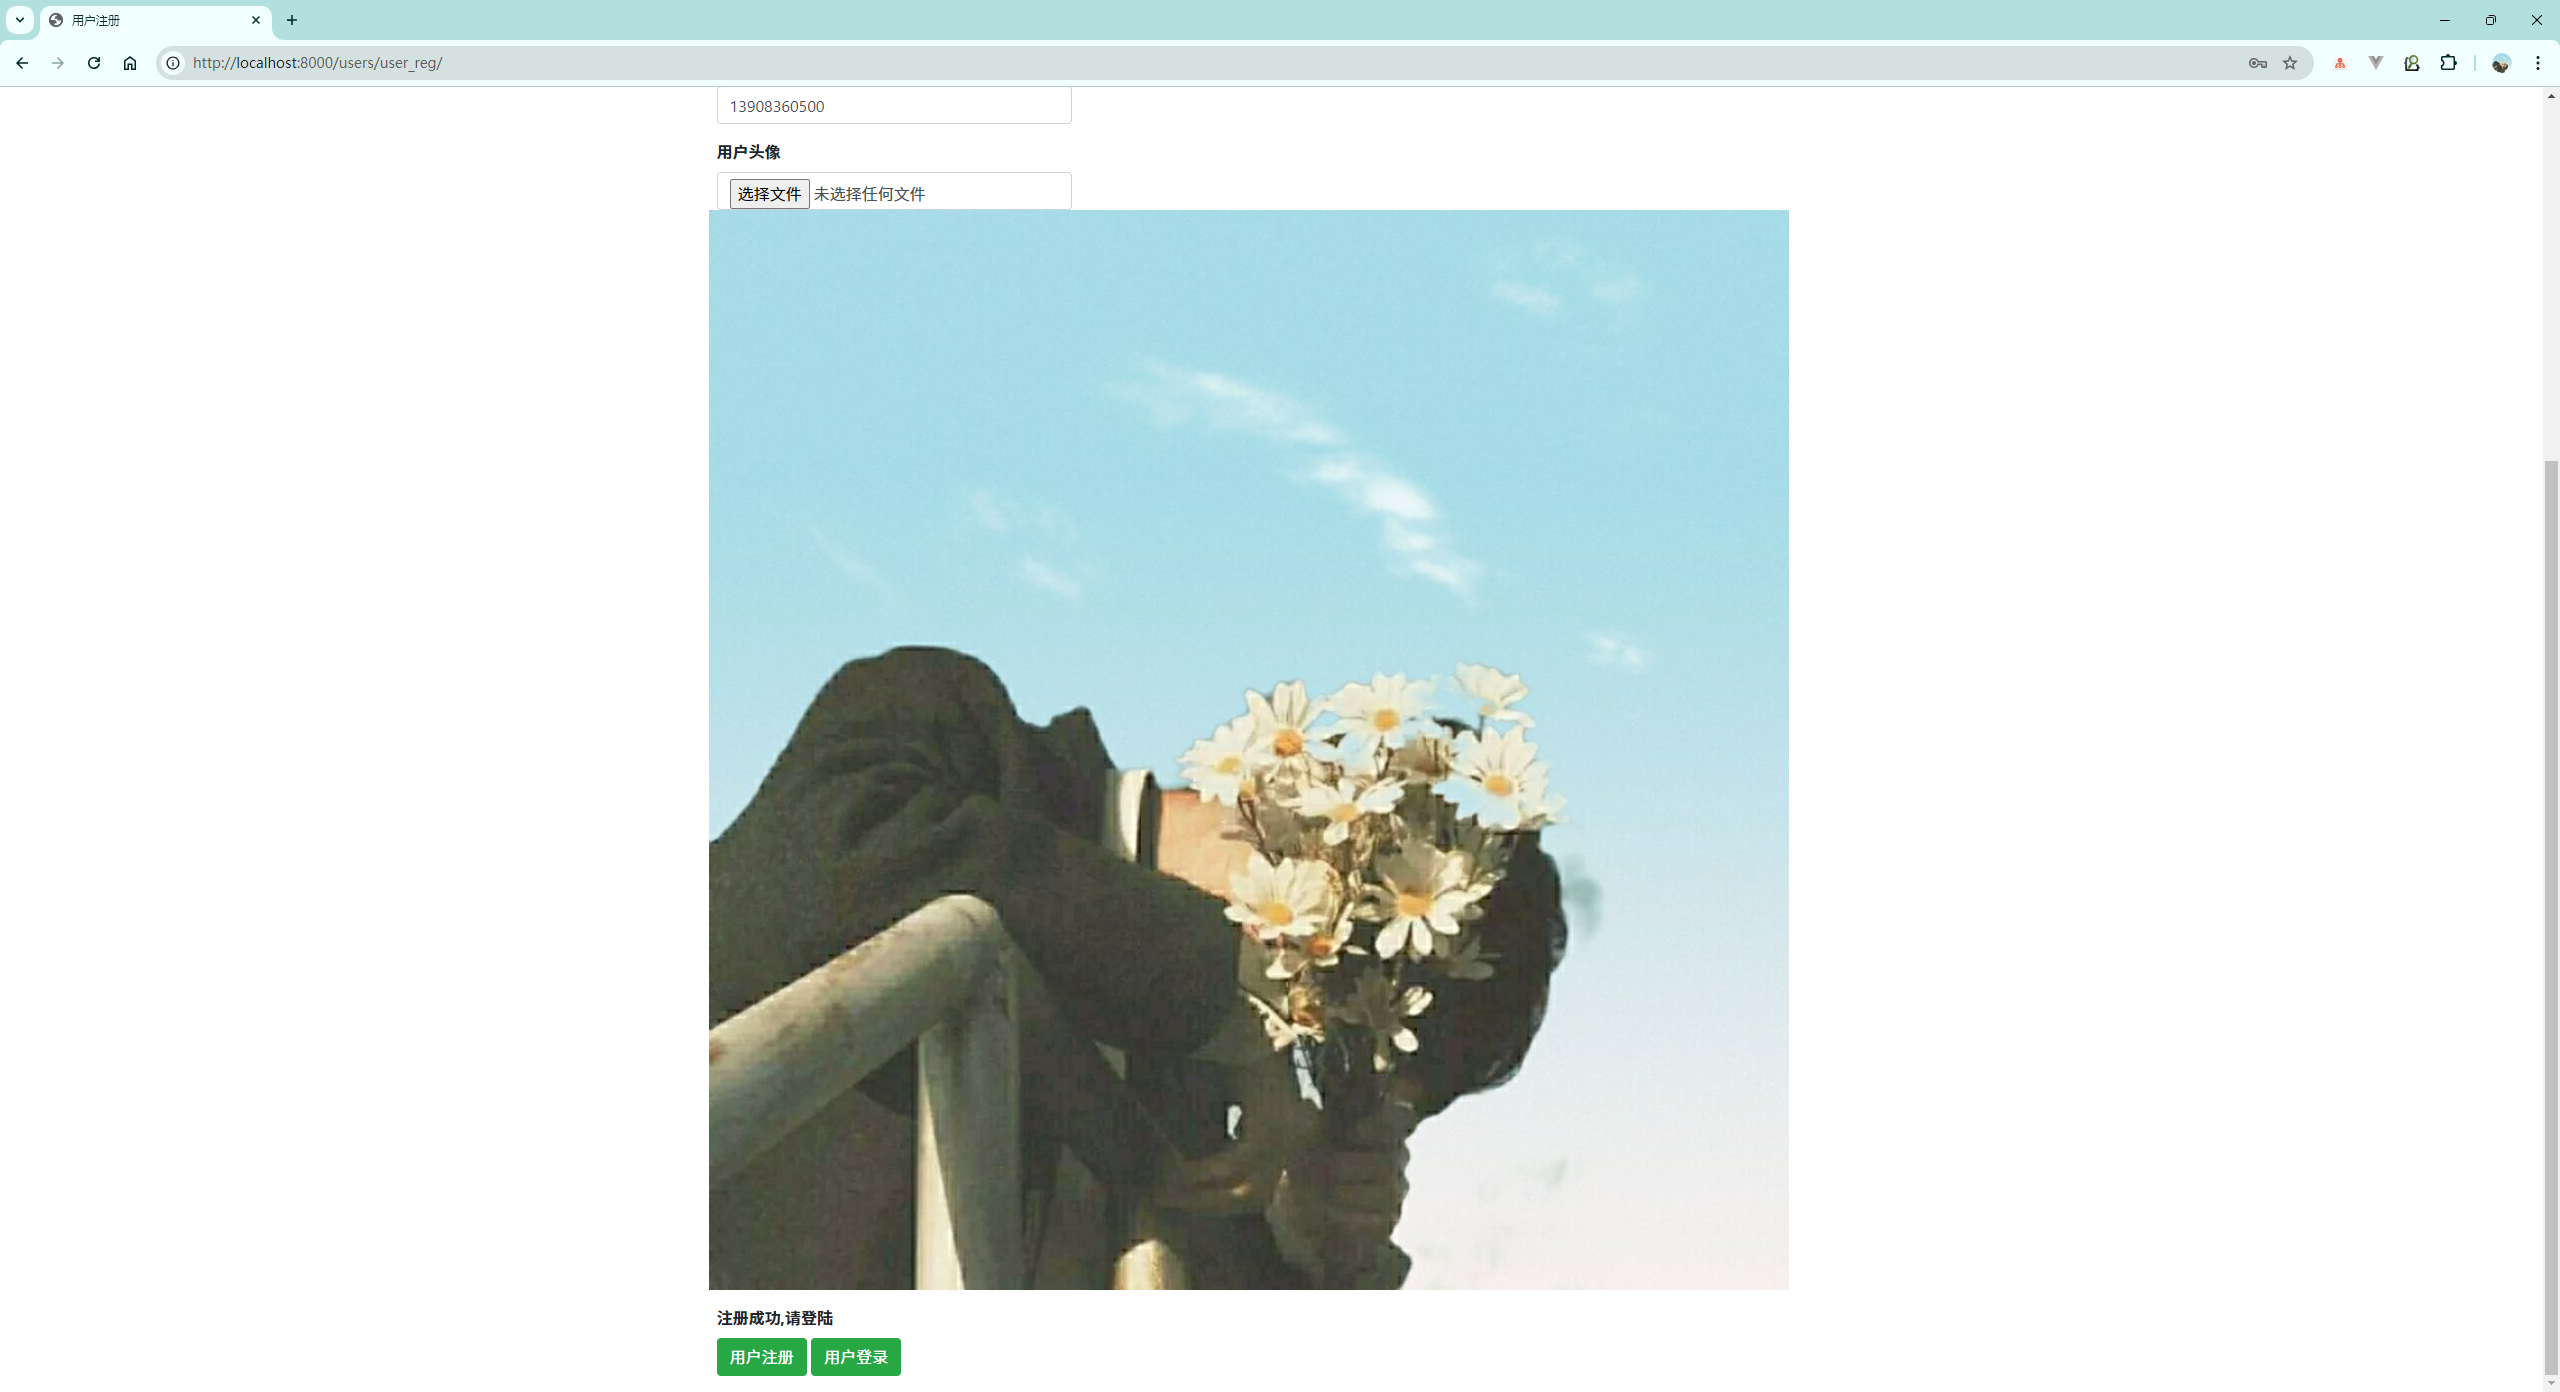 用户注册
http://localhost:8000/users/user_reg/
13908360500
用户头像
选择文件 未选择任何文件
注册成功,请登陆
用户注册 用户登录